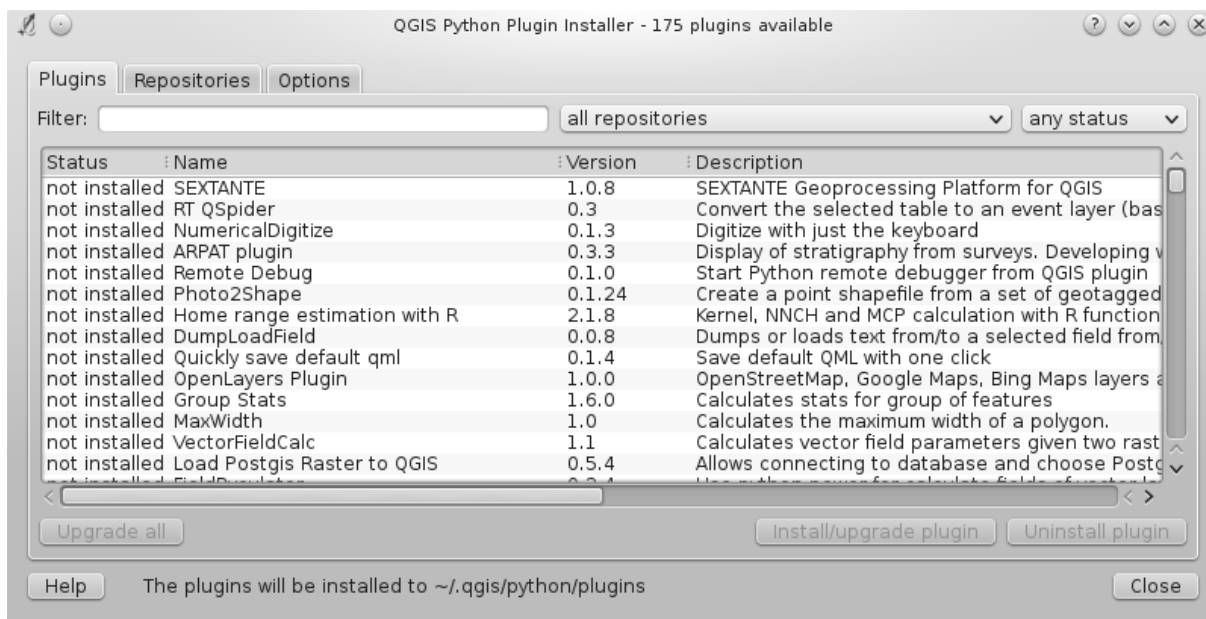 QGIS Python Plugin Installer - 175 plugins available
Plugins Repositories Options
Filter: all repositories any status
Status Name Version Description
not installed SEXTANTE 1.0.8 SEXTANTE Geoprocessing Platform for QGIS
not installed RT QSpider 0.3 Convert the selected table to an event layer (bas
not installed NumericalDigitize 0.1.3 Digitize with just the keyboard
not installed ARPAT plugin 0.3.3 Display of stratigraphy from surveys. Developing w
not installed Remote Debug 0.1.0 Start Python remote debugger from QGIS plugin
not installed Photo2Shape 0.1.24 Create a point shapefile from a set of geotagged
not installed Home range estimation with R 2.1.8 Kernel, NNCH and MCP calculation with R function
not installed DumpLoadField 0.0.8 Dumps or loads text from/to a selected field from
not installed Quickly save default qml 0.1.4 Save default QML with one click
not installed OpenLayers Plugin 1.0.0 OpenStreetMap, Google Maps, Bing Maps layers a
not installed Group Stats 1.6.0 Calculates stats for group of features
not installed MaxWidth 1.0 Calculates the maximum width of a polygon.
not installed VectorFieldCalc 1.1 Calculates vector field parameters given two rast
not installed Load Postgis Raster to QGIS 0.5.4 Allows connecting to database and choose Postg
Upgrade all Install/upgrade plugin Uninstall plugin
Help The plugins will be installed to ~/.qgis/python/plugins Close